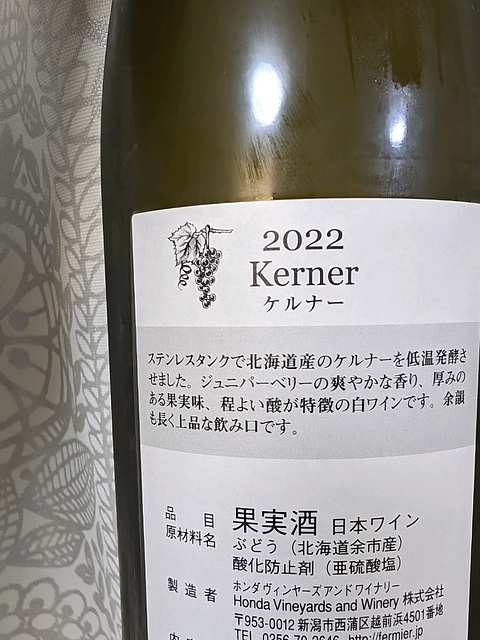 2022
Kerner
ケルナー
ステンレスタンクで北海道産のケルナーを低温発酵さ
せました。ジュニパーベリーの爽やかな香り、厚みの
ある果実味、程よい酸が特徴の白ワインです。余韻
も長く上品な飲み口です。
品目 果実酒 日本ワイン
原材料名 ぶどう（北海道余市産）
酸化防止剤（亜硫酸塩）
製造者 ホンダヴィンヤーズアンドワイナリー
Honda Vineyards and Winery 株式会社
〒953-0012 新潟市西蒲区越前浜4501番地
TEL 0256-70-2646 http://fermier.jp